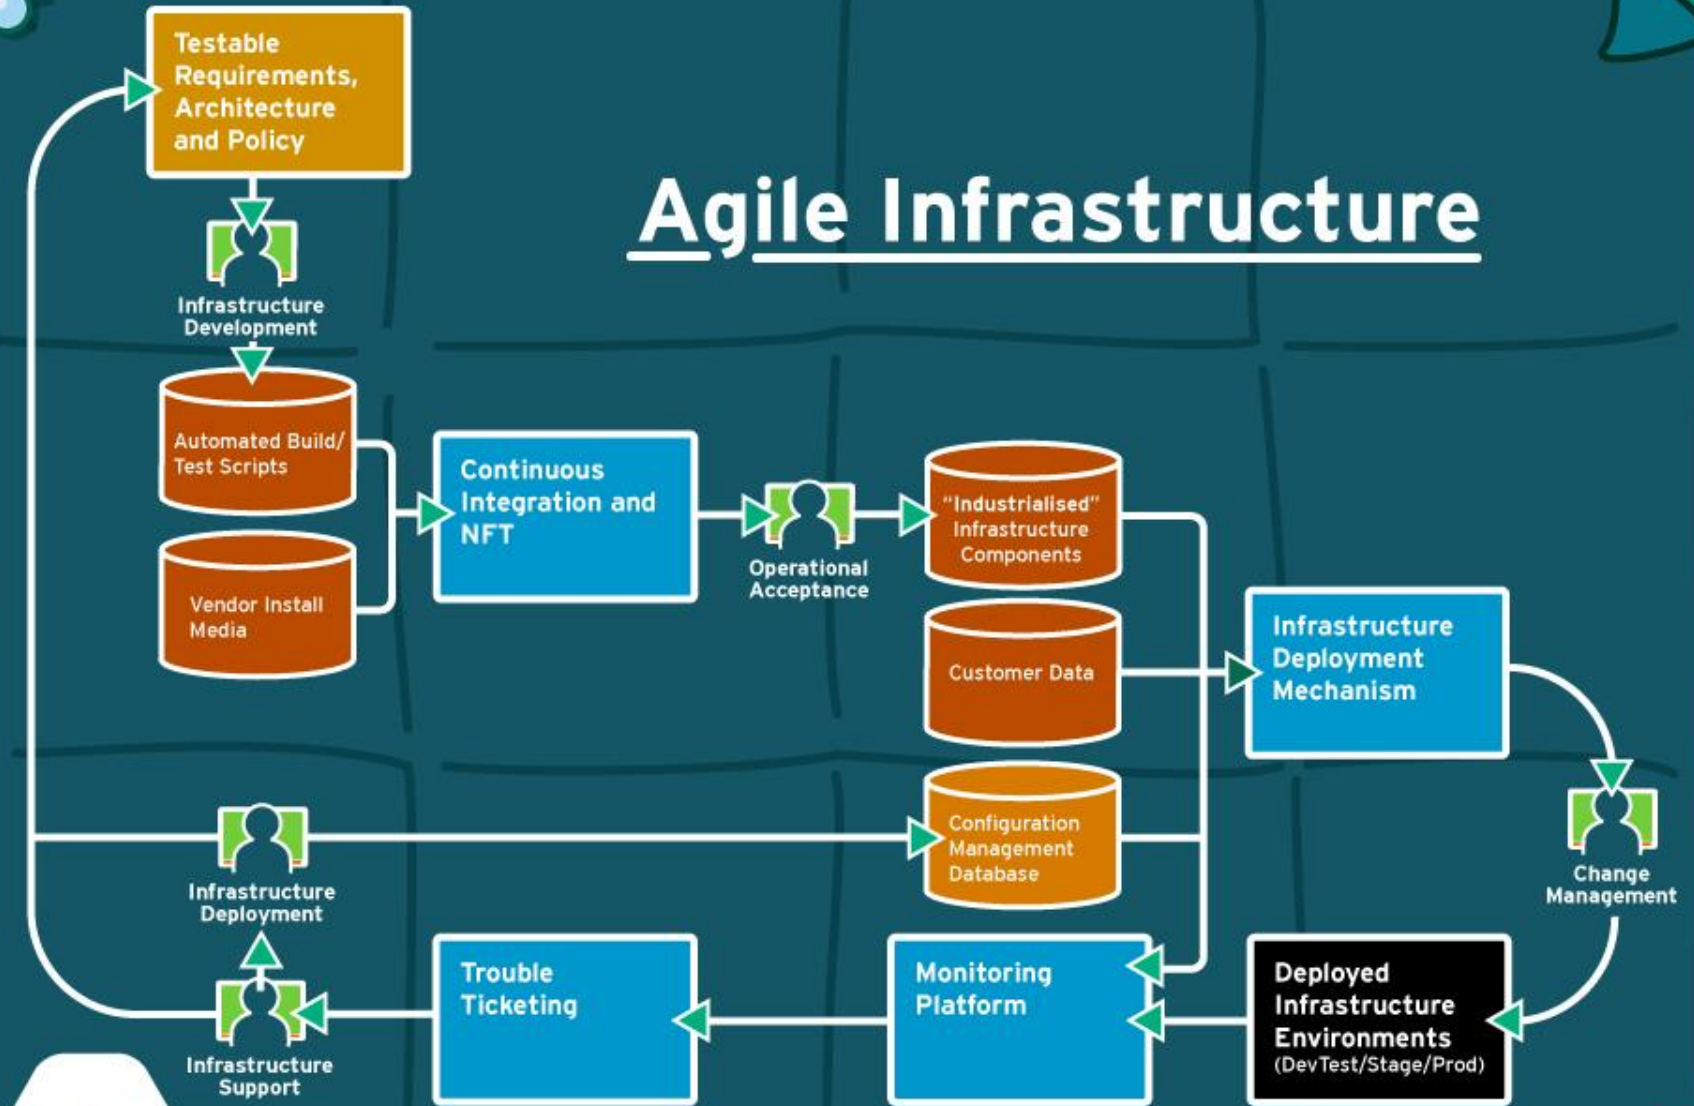 Testable
Requirements,
Architecture
and Policy
Agile Infrastructure
Infrastructure
Development
Automated Build/
Test Scripts
Vendor Install
Media
Continuous
Integration and
NFT
Operational
Acceptance
“Industrialised”
Infrastructure
Components
Customer Data
Configuration
Management
Database
Infrastructure
Deployment
Mechanism
Change
Management
Infrastructure
Deployment
Infrastructure
Support
Trouble
Ticketing
Monitoring
Platform
Deployed
Infrastructure
Environments
(DevTest/Stage/Prod)